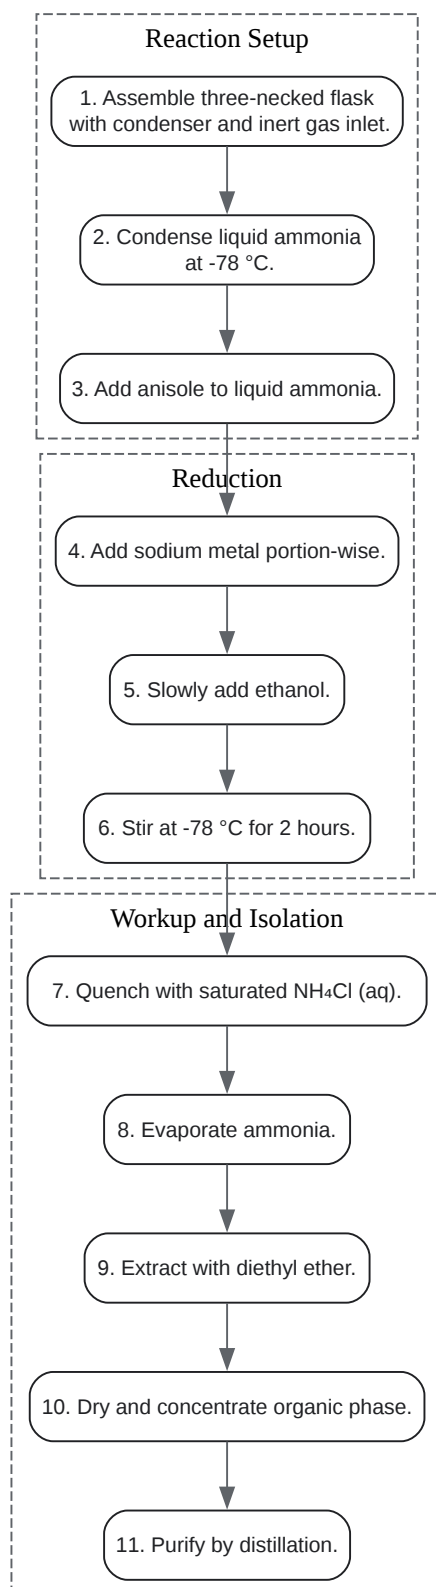 Reaction Setup
1. Assemble three-necked flask
with condenser and inert gas inlet.
2. Condense liquid ammonia
at -78 °C.
3. Add anisole to liquid ammonia.
Reduction
4. Add sodium metal portion-wise.
5. Slowly add ethanol.
6. Stir at -78 °C for 2 hours.
Workup and Isolation
7. Quench with saturated NH₄Cl (aq).
8. Evaporate ammonia.
9. Extract with diethyl ether.
10. Dry and concentrate organic phase.
11. Purify by distillation.